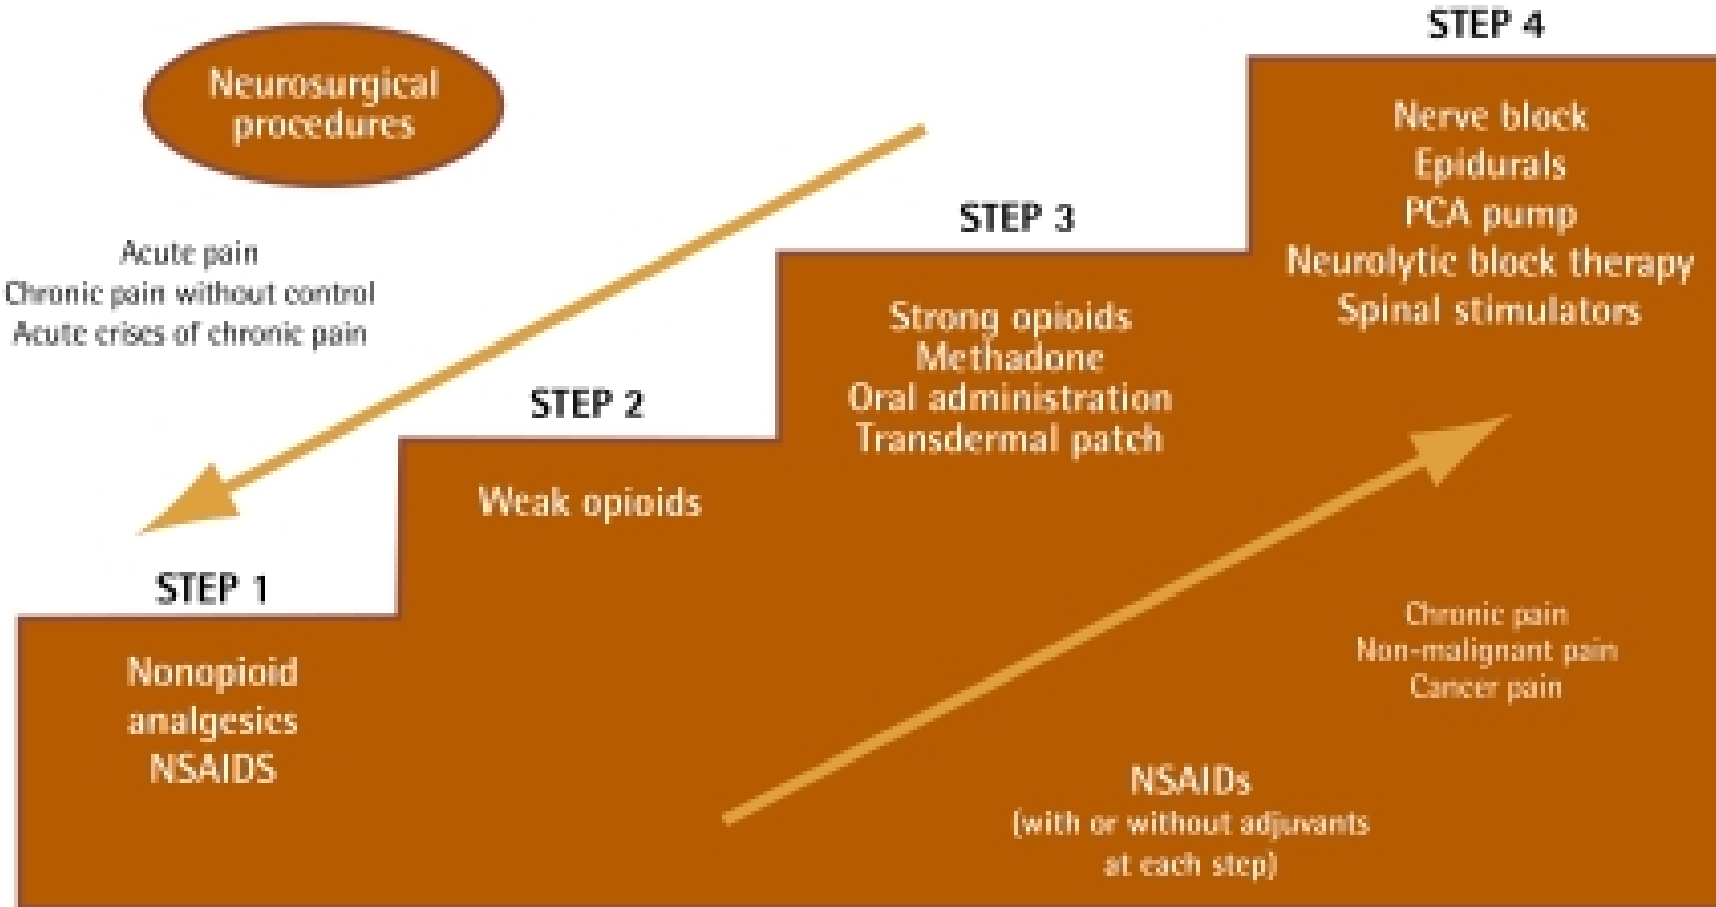 Neurosurgical
procedures
Acute pain
Chronic pain without control
Acute crises of chronic pain
STEP 1
Nonopioid
analgesics
NSAIDS
STEP 2
Weak opioids
STEP 3
Strong opioids
Methadone
Oral administration
Transdermal patch
STEP 4
Nerve block
Epidurals
PCA pump
Neurolytic block therapy
Spinal stimulators
Chronic pain
Non-malignant pain
Cancer pain
NSAIDs
(with or without adjuvants
at each step)